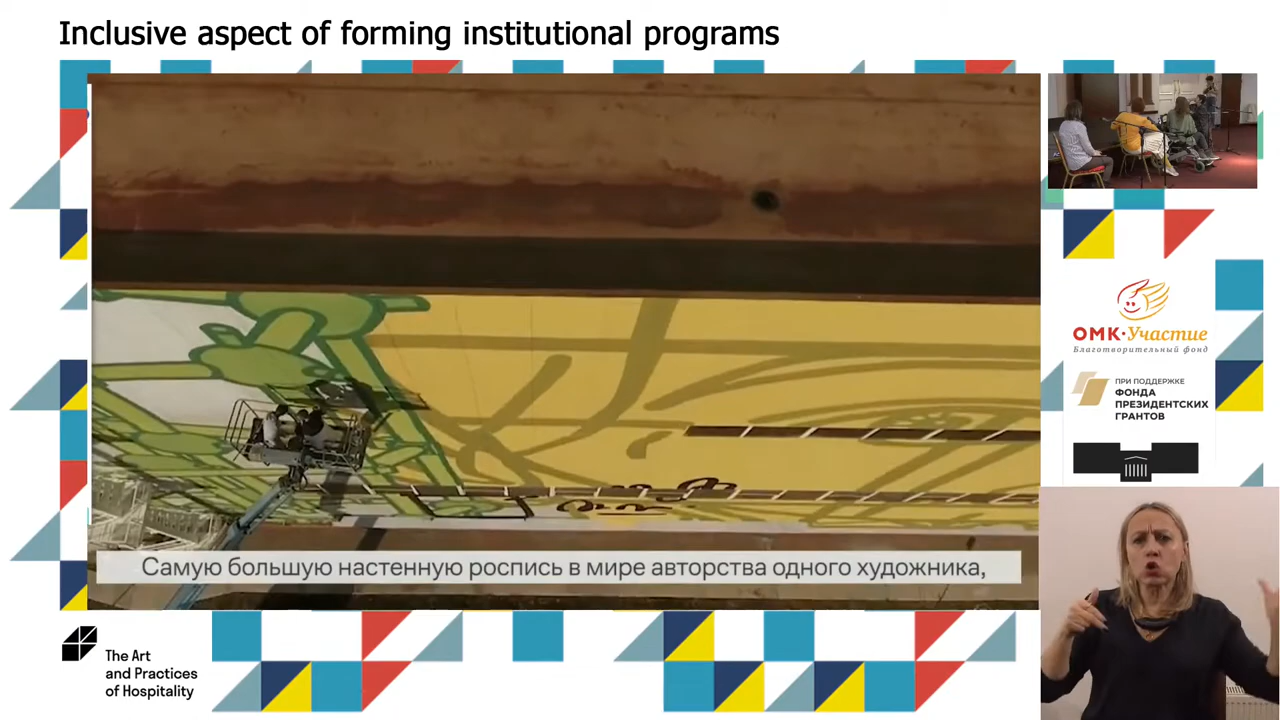 Inclusive aspect of forming institutional programs
ОМК·Участие
Благотворительный фонд
ПРИ ПОДДЕРЖКЕ
ФОНДА
ПРЕЗИДЕНТСКИХ
ГРАНТОВ
Самую большую настенную роспись в мире авторства одного художника,
The Art
and Practices
of Hospitality